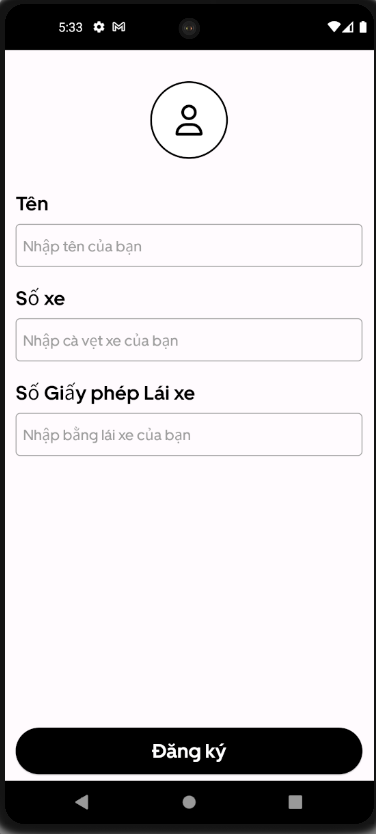 5:33
Tên
Nhập tên của bạn
Số xe
Nhập cà vẹt xe của bạn
Số Giấy phép Lái xe
Nhập bằng lái xe của bạn
Đăng ký